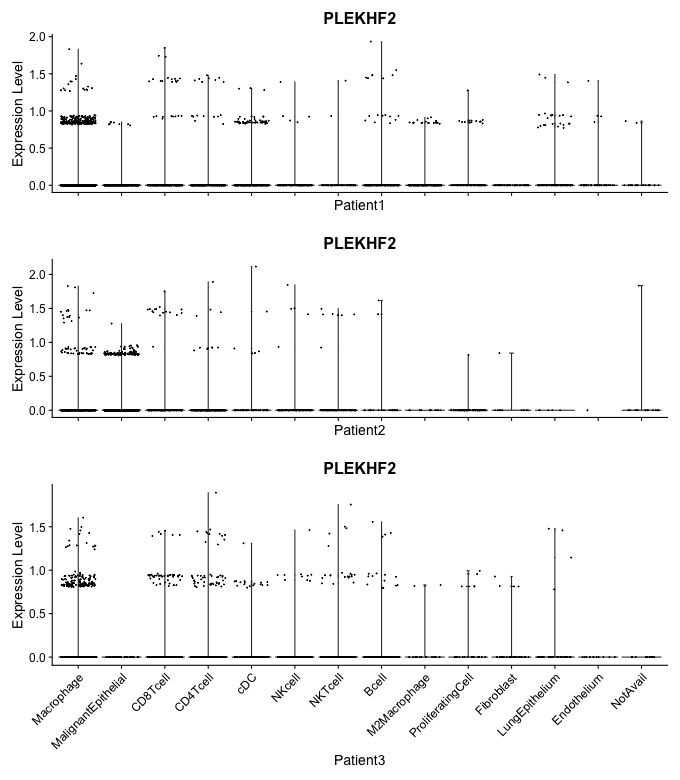 PLEKHF2
Expression Level
2.0
1.5
1.0
0.5
0.0
Patient1
PLEKHF2
Expression Level
2.0
1.5
1.0
0.5
0.0
Patient2
PLEKHF2
Expression Level
1.5
1.0
0.5
0.0
Macrophage
MalignantEpithelial
CD8Tcell
CD4Tcell
cDC
NKcell
NKTcell
Bcell
M2Macrophage
ProliferatingCell
Fibroblast
LungEpithelium
Endothelium
NotAvail
Patient3